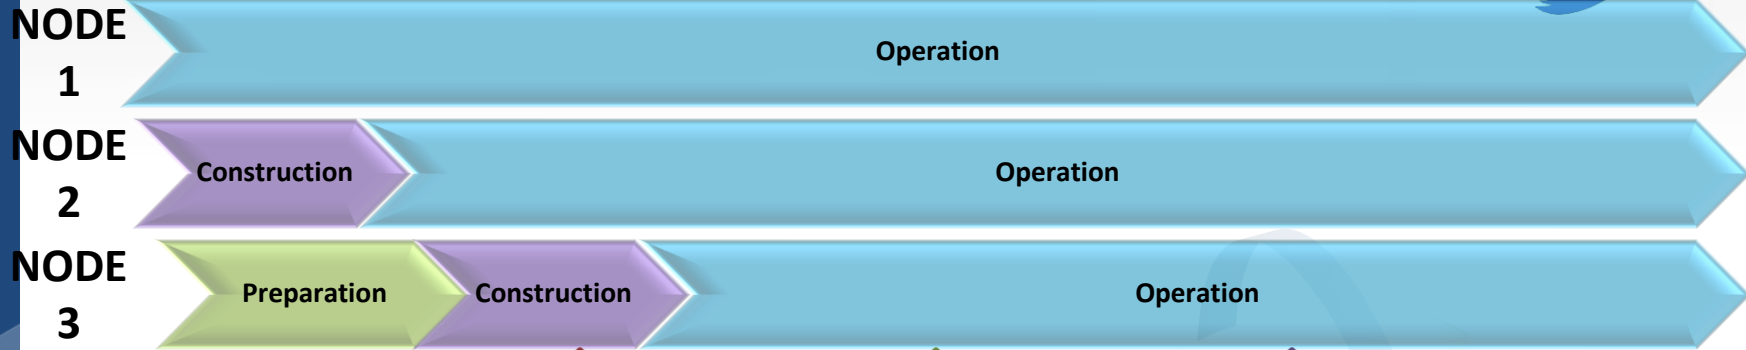 NODE
1
Operation
NODE
2
Construction
Operation
NODE
3
Preparation
Construction
Operation